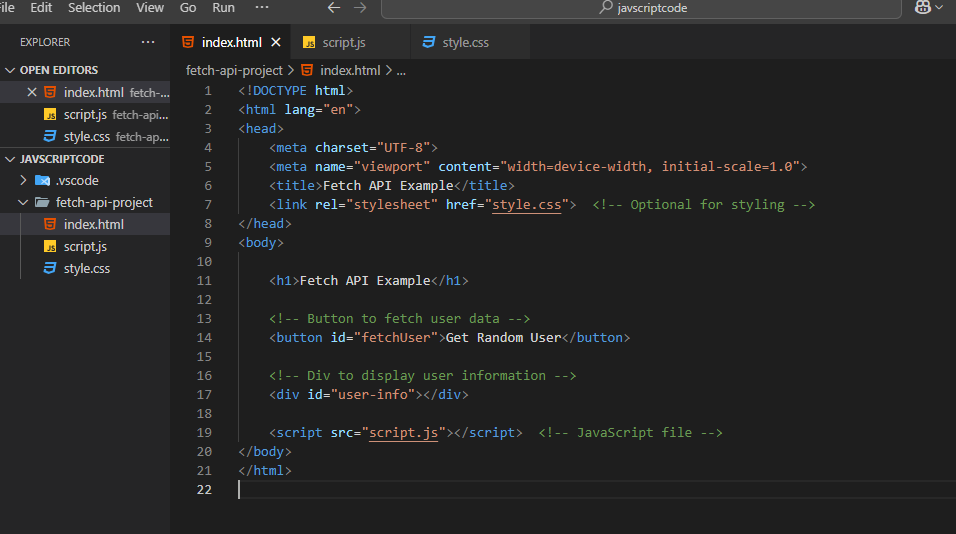 File Edit Selection View Go Run ···
javscriptcode
EXPLORER ···
OPEN EDITORS
index.html fetch-...
JS script.js fetch-api...
style.css fetch-ap...
JAVSCRIPTCODE
.vscode
fetch-api-project
index.html
JS script.js
style.css
index.html
JS script.js
style.css
fetch-api-project > index.html > ...
1 <!DOCTYPE html>
2 <html lang="en">
3 <head>
4     <meta charset="UTF-8">
5     <meta name="viewport" content="width=device-width, initial-scale=1.0">
6     <title>Fetch API Example</title>
7     <link rel="stylesheet" href="style.css">  <!-- Optional for styling -->
8 </head>
9 <body>
10
11     <h1>Fetch API Example</h1>
12
13     <!-- Button to fetch user data -->
14     <button id="fetchUser">Get Random User</button>
15
16     <!-- Div to display user information -->
17     <div id="user-info"></div>
18
19     <script src="script.js"></script>  <!-- JavaScript file -->
20 </body>
21 </html>
22